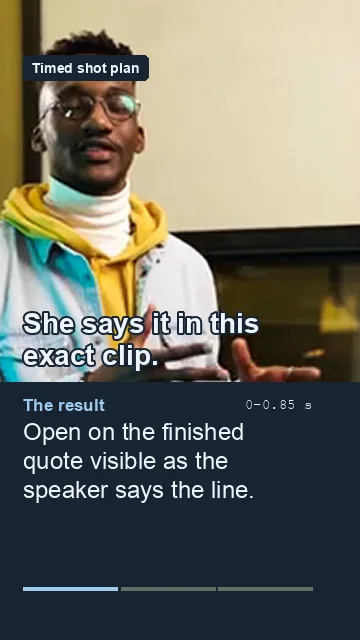 Timed shot plan
She says it in this
exact clip.
The result
0–0.85 s
Open on the finished
quote visible as the
speaker says the line.